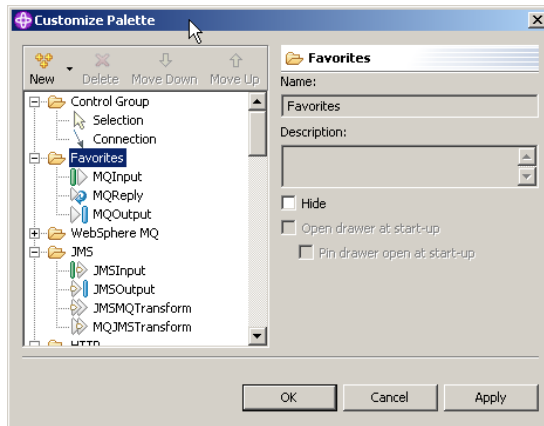 Customize Palette
New Delete Move Down Move Up
Control Group
Selection
Connection
Favorites
MQInput
MQReply
MQOutput
WebSphere MQ
JMS
JMSInput
JMSOutput
JMSMQTransform
MQJMSTransform
HTTP
Favorites
Name:
Favorites
Description:
Hide
Open drawer at start-up
Pin drawer open at start-up
OK Cancel Apply